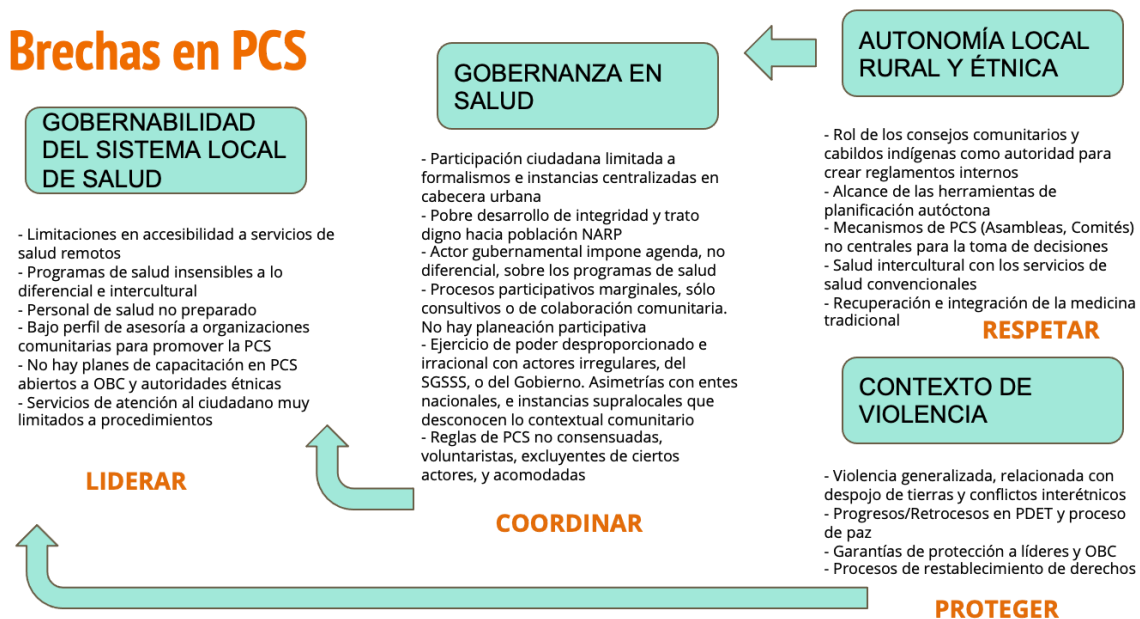 Brechas en PCS
GOBERNABILIDAD
DEL SISTEMA LOCAL
DE SALUD
- Limitaciones en accesibilidad a servicios de
salud remotos
- Programas de salud insensibles a lo
diferencial e intercultural
- Personal de salud no preparado
- Bajo perfil de asesoría a organizaciones
comunitarias para promover la PCS
- No hay planes de capacitación en PCS
abiertos a OBC y autoridades étnicas
- Servicios de atención al ciudadano muy
limitados a procedimientos
LIDERAR
GOBERNANZA EN
SALUD
- Participación ciudadana limitada a
formalismos e instancias centralizadas en
cabecera urbana
- Pobre desarrollo de integridad y trato
digno hacia población NARP
- Actor gubernamental impone agenda, no
diferencial, sobre los programas de salud
- Procesos participativos marginales, sólo
consultivos o de colaboración comunitaria.
No hay planeación participativa
- Ejercicio de poder desproporcionado e
irracional con actores irregulares, del
SGSSS, o del Gobierno. Asimetrías con entes
nacionales, e instancias supralocales que
desconocen lo contextual comunitario
- Reglas de PCS no consensuadas,
voluntaristas, excluyentes de ciertos
actores, y acomodadas
COORDINAR
AUTONOMÍA LOCAL
RURAL Y ÉTNICA
- Rol de los consejos comunitarios y
cabildos indígenas como autoridad para
crear reglamentos internos
- Alcance de las herramientas de
planificación autóctona
- Mecanismos de PCS (Asambleas, Comités)
no centrales para la toma de decisiones
- Salud intercultural con los servicios de
salud convencionales
- Recuperación e integración de la medicina
tradicional
RESPETAR
CONTEXTO DE
VIOLENCIA
- Violencia generalizada, relacionada con
despojo de tierras y conflictos interétnicos
- Progresos/Retrocesos en PDET y proceso
de paz
- Garantías de protección a líderes y OBC
- Procesos de restablecimiento de derechos
PROTEGER